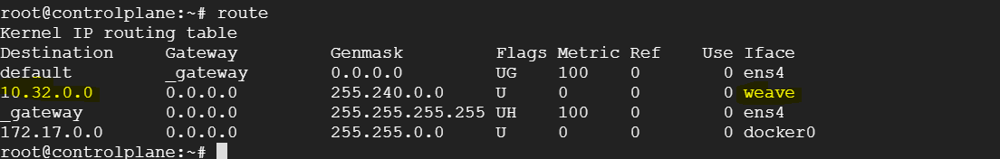 root@controlplane:~# route
Kernel IP routing table
Destination Gateway Genmask Flags Metric Ref Use Iface
default _gateway 0.0.0.0 UG 100 0 0 ens4
10.32.0.0 0.0.0.0 255.240.0.0 U 0 0 0 weave
_gateway 0.0.0.0 255.255.255.255 UH 100 0 0 ens4
172.17.0.0 0.0.0.0 255.255.0.0 U 0 0 0 docker0
root@controlplane:~#